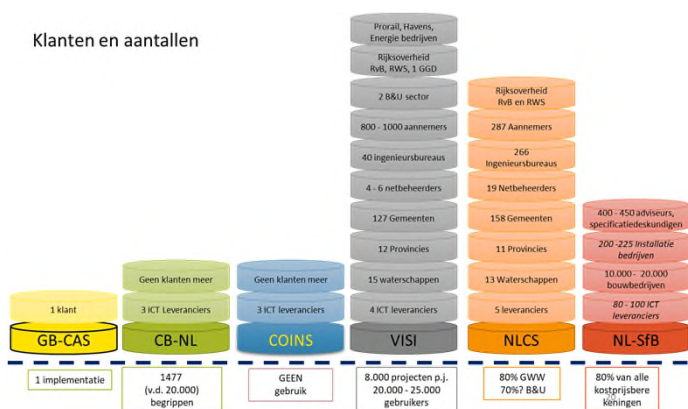 Klanten en aantallen
1 klant
GB-CAS
1 implementatie
Geen klanten meer
3 ICT Leveranciers
CB-NL
1477
(v.d. 20.000)
begrippen
Geen klanten meer
3 ICT leveranciers
COINS
GEEN
gebruik
Prorail, Havens,
Energie bedrijven
Rijksoverheid
RvB, RWS, 1 GGD
2 B&U sector
800 - 1000 annemers
40 ingenieursbureaus
4 - 6 netbeheerders
127 Gemeenten
12 Provincies
15 waterschappen
4 ICT leveranciers
VISI
8.000 projecten p.j.
20.000 - 25.000
gebruikers
Rijksoverheid
RvB en RWS
287 Aannemers
266
Ingenieursbureaus
19 Netbeheerders
158 Gemeenten
11 Provincies
13 Waterschappen
5 leveranciers
NLCS
80% GWW
70%? B&U
400 - 450 adviseurs,
specificatiedeskundigen
200 -225 Installatie
bedrijven
10.000 - 20.000
bouwbedrijven
80 - 100 ICT
leveranciers
NL-SfB
80% van alle
kostprijsbere
keningen